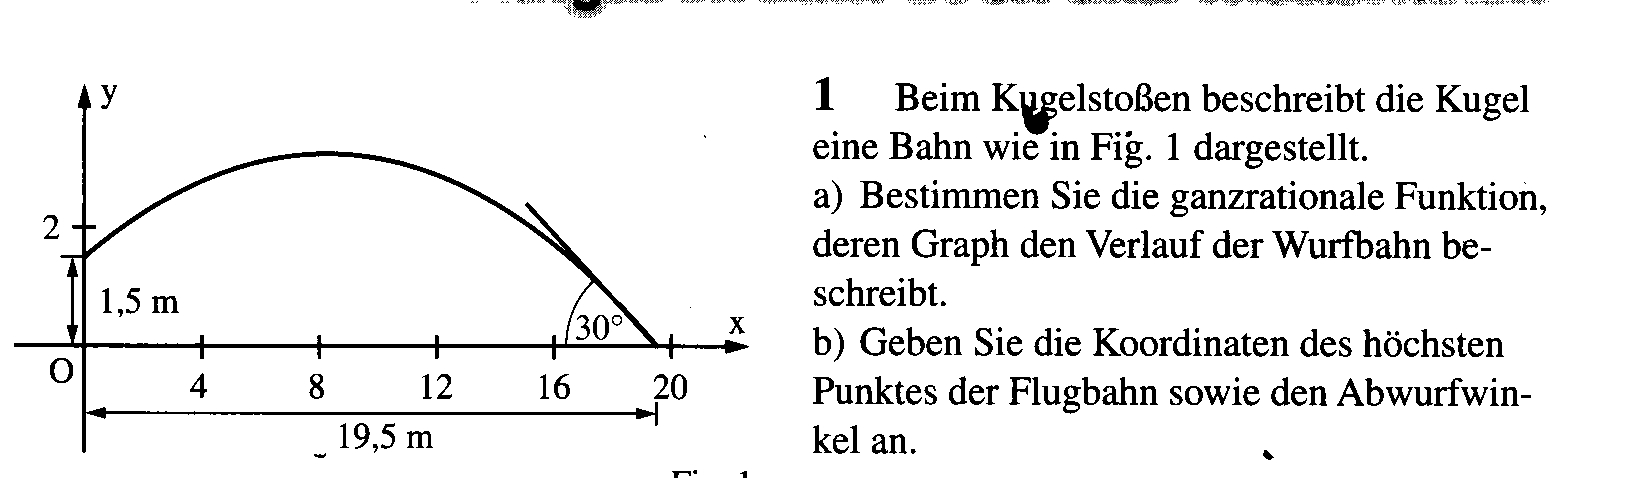 y
2
1,5 m
30°
x
O
4 8 12 16 20
19,5 m
1 Beim Kugelstoßen beschreibt die Kugel
eine Bahn wie in Fig. 1 dargestellt.
a) Bestimmen Sie die ganzrationale Funktion,
deren Graph den Verlauf der Wurfbahn be-
schreibt.
b) Geben Sie die Koordinaten des höchsten
Punktes der Flugbahn sowie den Abwurfwin-
kel an.